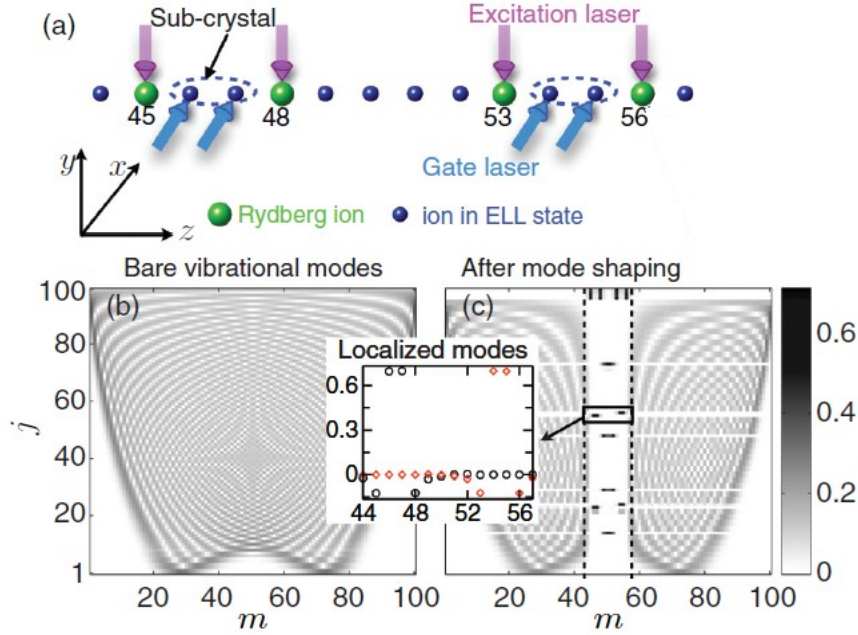 (a)
Sub-crystal
Excitation laser
45
48
53
56
Gate laser
y
x
z
Rydberg ion
ion in ELL state
Bare vibrational modes
After mode shaping
(b)
(c)
Localized modes
100
80
60
40
20
1
j
20 40 60 80 100
m
0.6
0.3
0
44 48 52 56
20 40 60 80 100
m
0.6
0.4
0.2
0